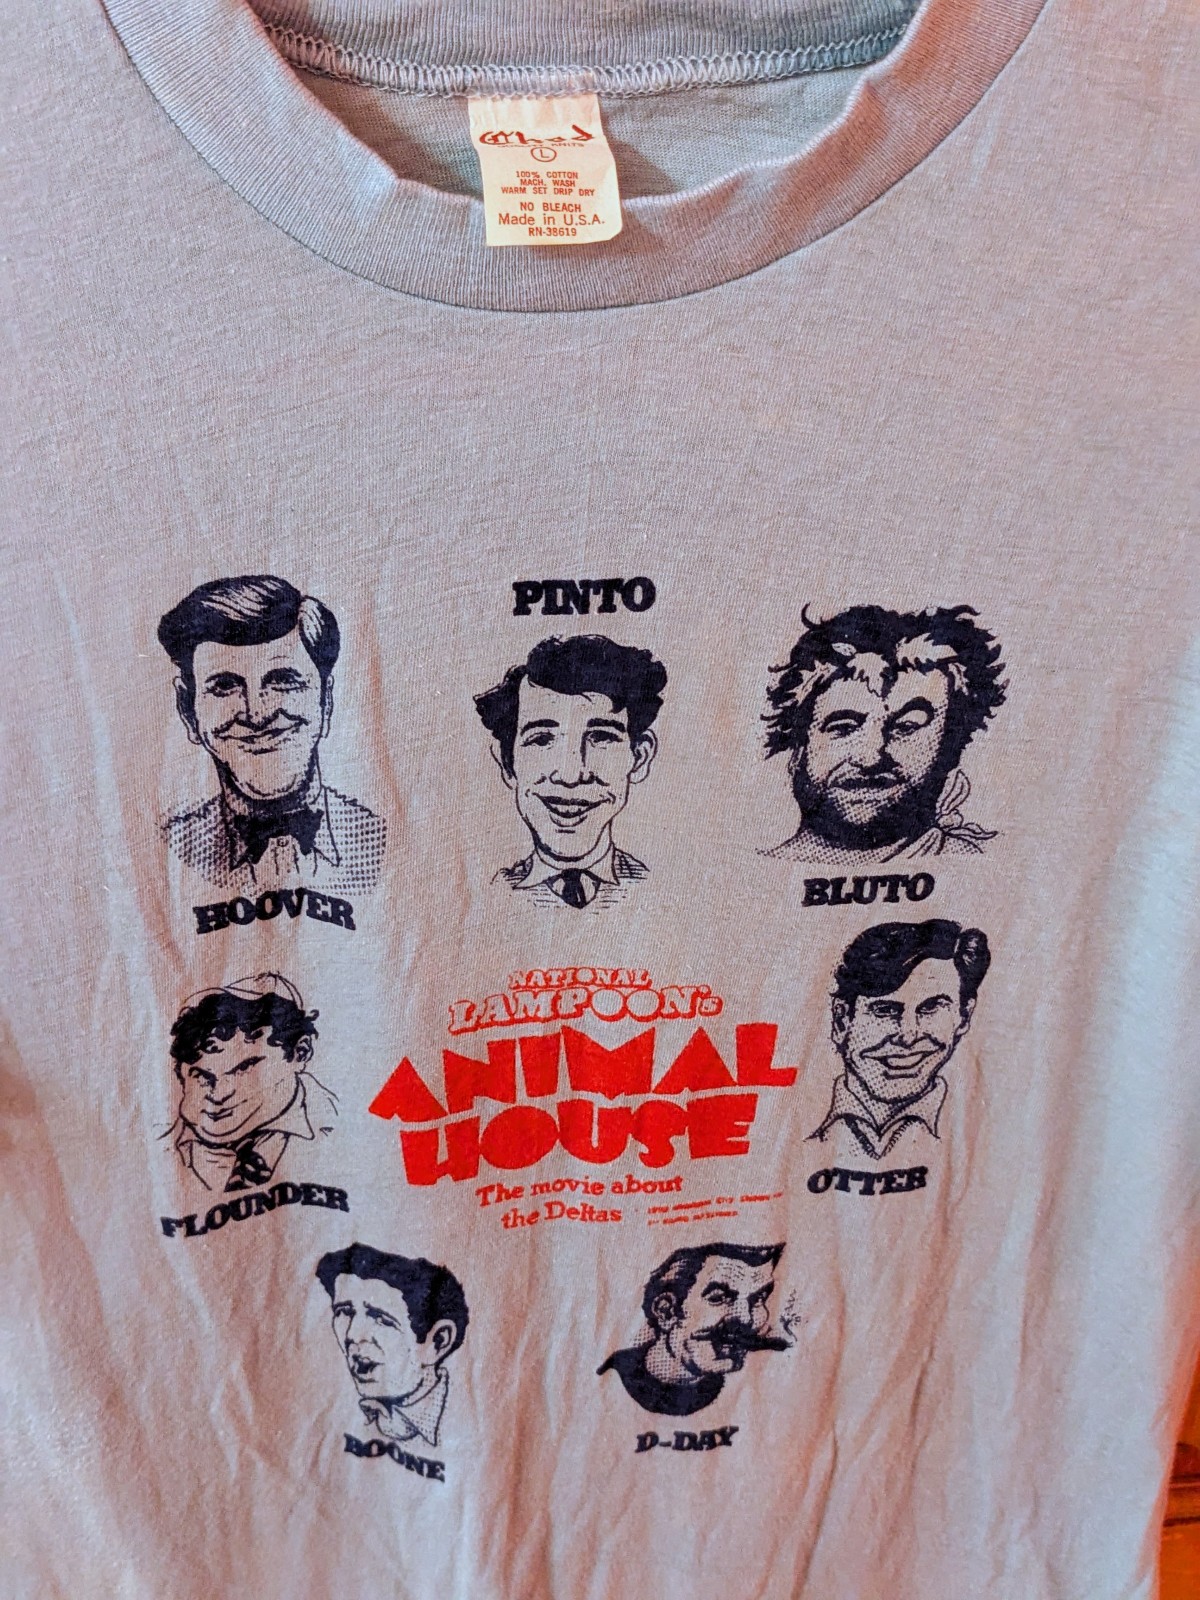 Ched
L
100% COTTON
MACH. WASH
WARM SET DRIP DRY
NO BLEACH
Made in U.S.A.
RN-38619
PINTO
HOOVER
BLUTO
NATIONAL
LAMPOON's
ANIMAL
HOUSE
The movie about
the Deltas
FLOUNDER
OTTER
BOONE
D-DAY